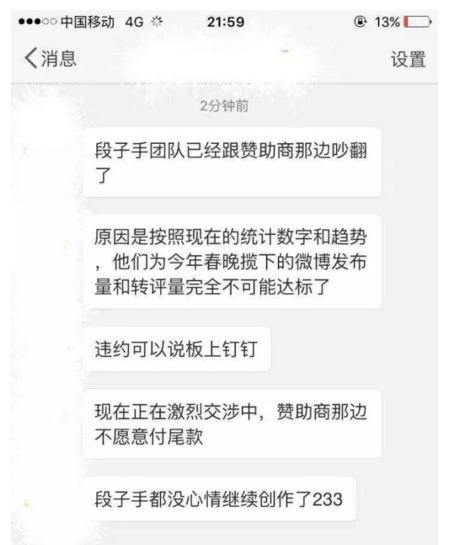 中国移动 4G 21:59 13%
消息 设置
2分钟前
段子手团队已经跟赞助商那边吵翻
了
原因是按照现在的统计数字和趋势
，他们为今年春晚揽下的微博发布
量和转评量完全不可能达标了
违约可以说板上钉钉
现在正在激烈交涉中，赞助商那边
不愿意付尾款
段子手都没心情继续创作了233